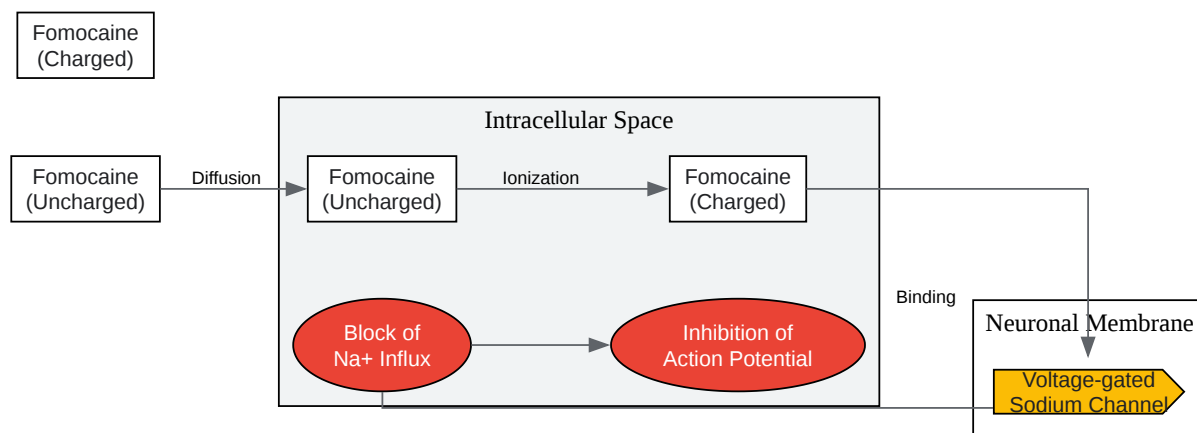 Fomocaine
(Charged)
Intracellular Space
Fomocaine
(Uncharged)
Diffusion
Fomocaine
(Uncharged)
Ionization
Fomocaine
(Charged)
Binding
Block of
Na+ Influx
Inhibition of
Action Potential
Neuronal Membrane
Voltage-gated
Sodium Channel